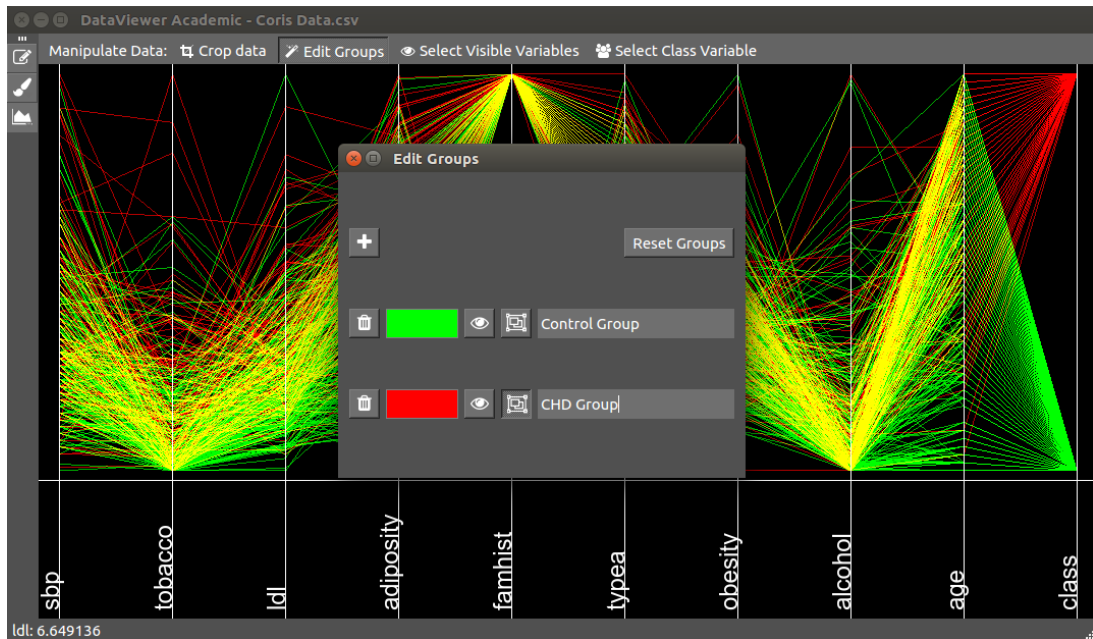 DataViewer Academic - Coris Data.csv
Manipulate Data: Crop data Edit Groups Select Visible Variables Select Class Variable
Edit Groups
Reset Groups
Control Group
CHD Group
sbp
tobacco
ldl
adiposity
famhist
typea
obesity
alcohol
age
class
ldl: 6.649136